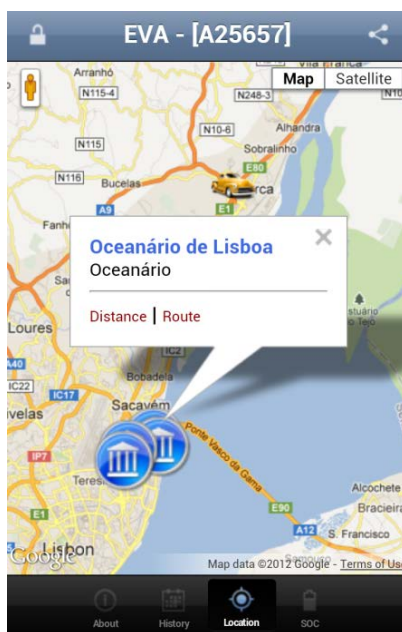 EVA - [A25657]
Map
Satellite
Arranhó
N115-4
N248-3
N10-6
Alhandra
N115
Sobralinho
E80
N116
Bucelas
A9
E1
Oceanário de Lisboa
Oceanário
Distance | Route
Loures
IC2
A40
Bobadela
IC22
IC17
Sacavém
IP7
Ponte Vasco da Gama
E1
E90
Alcochete
A12
S. Francisco
Lisbon
Google
Map data ©2012 Google - Terms of Use
About
History
Location
SOC